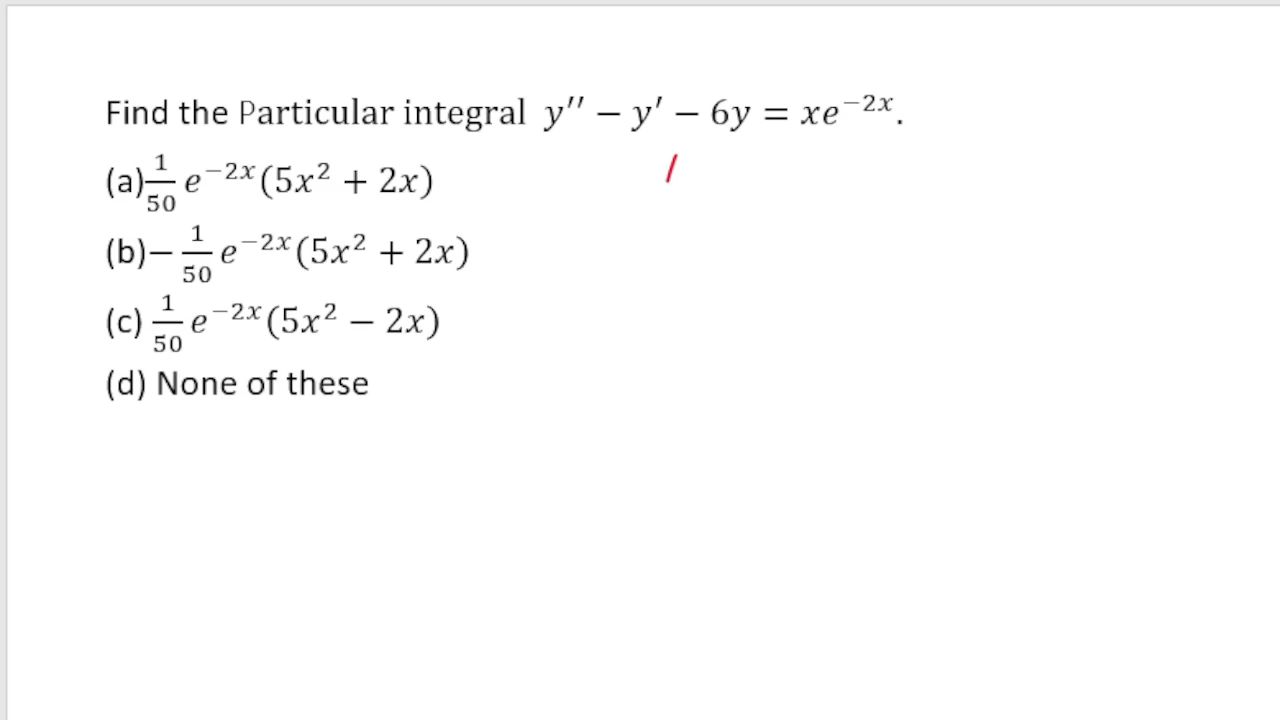 Find the Particular integral y′′ − y′ − 6y = xe⁻²ˣ.
(a) 1/50 e⁻²ˣ(5x² + 2x)
(b)− 1/50 e⁻²ˣ(5x² + 2x)
(c) 1/50 e⁻²ˣ(5x² − 2x)
(d) None of these